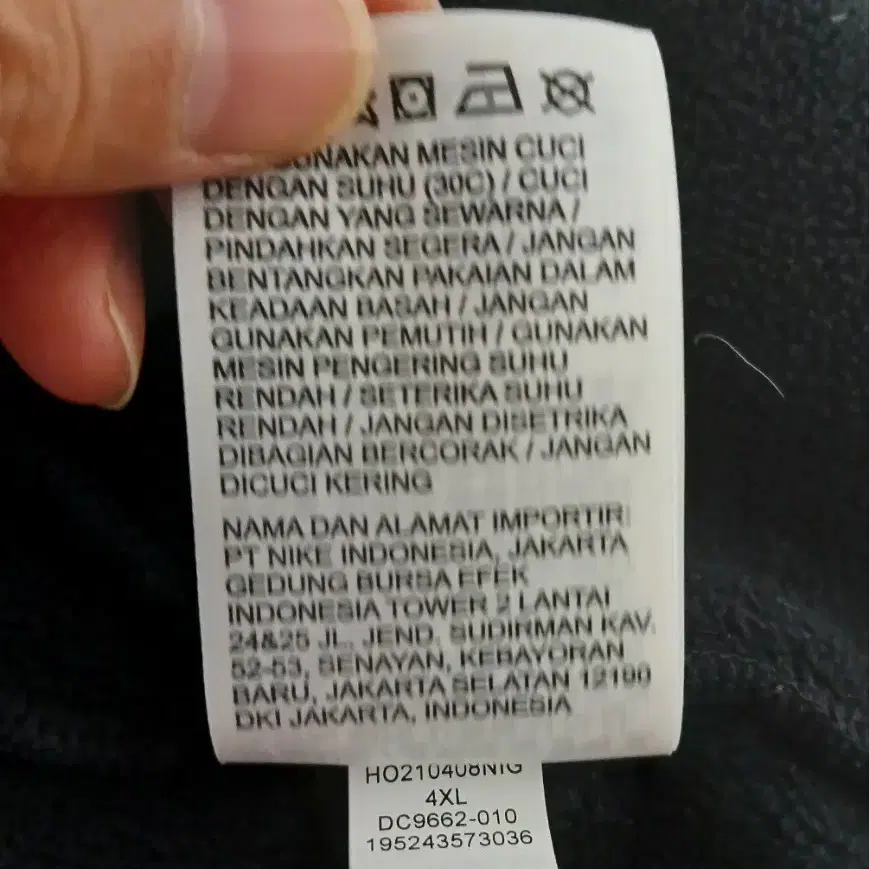 GUNAKAN MESIN CUCI
DENGAN SUHU (30C) / CUCI
DENGAN YANG SEWARNA /
PINDAHKAN SEGERA / JANGAN
BENTANGKAN PAKAIAN DALAM
KEADAAN BASAH / JANGAN
GUNAKAN PEMUTIH / GUNAKAN
MESIN PENGERING SUHU
RENDAH / SETERIKA SUHU
RENDAH / JANGAN DISETRIKA
DIBAGIAN BERCORAK / JANGAN
DICUCI KERING
NAMA DAN ALAMAT IMPORTIR:
PT NIKE INDONESIA, JAKARTA
GEDUNG BURSA EFEK
INDONESIA TOWER 2 LANTAI
24&25 JL. JEND. SUDIRMAN KAV.
52-53, SENAYAN, KEBAYORAN
BARU, JAKARTA SELATAN 12190
DKI JAKARTA, INDONESIA
HO210408NIG
4XL
DC9662-010
195243573036